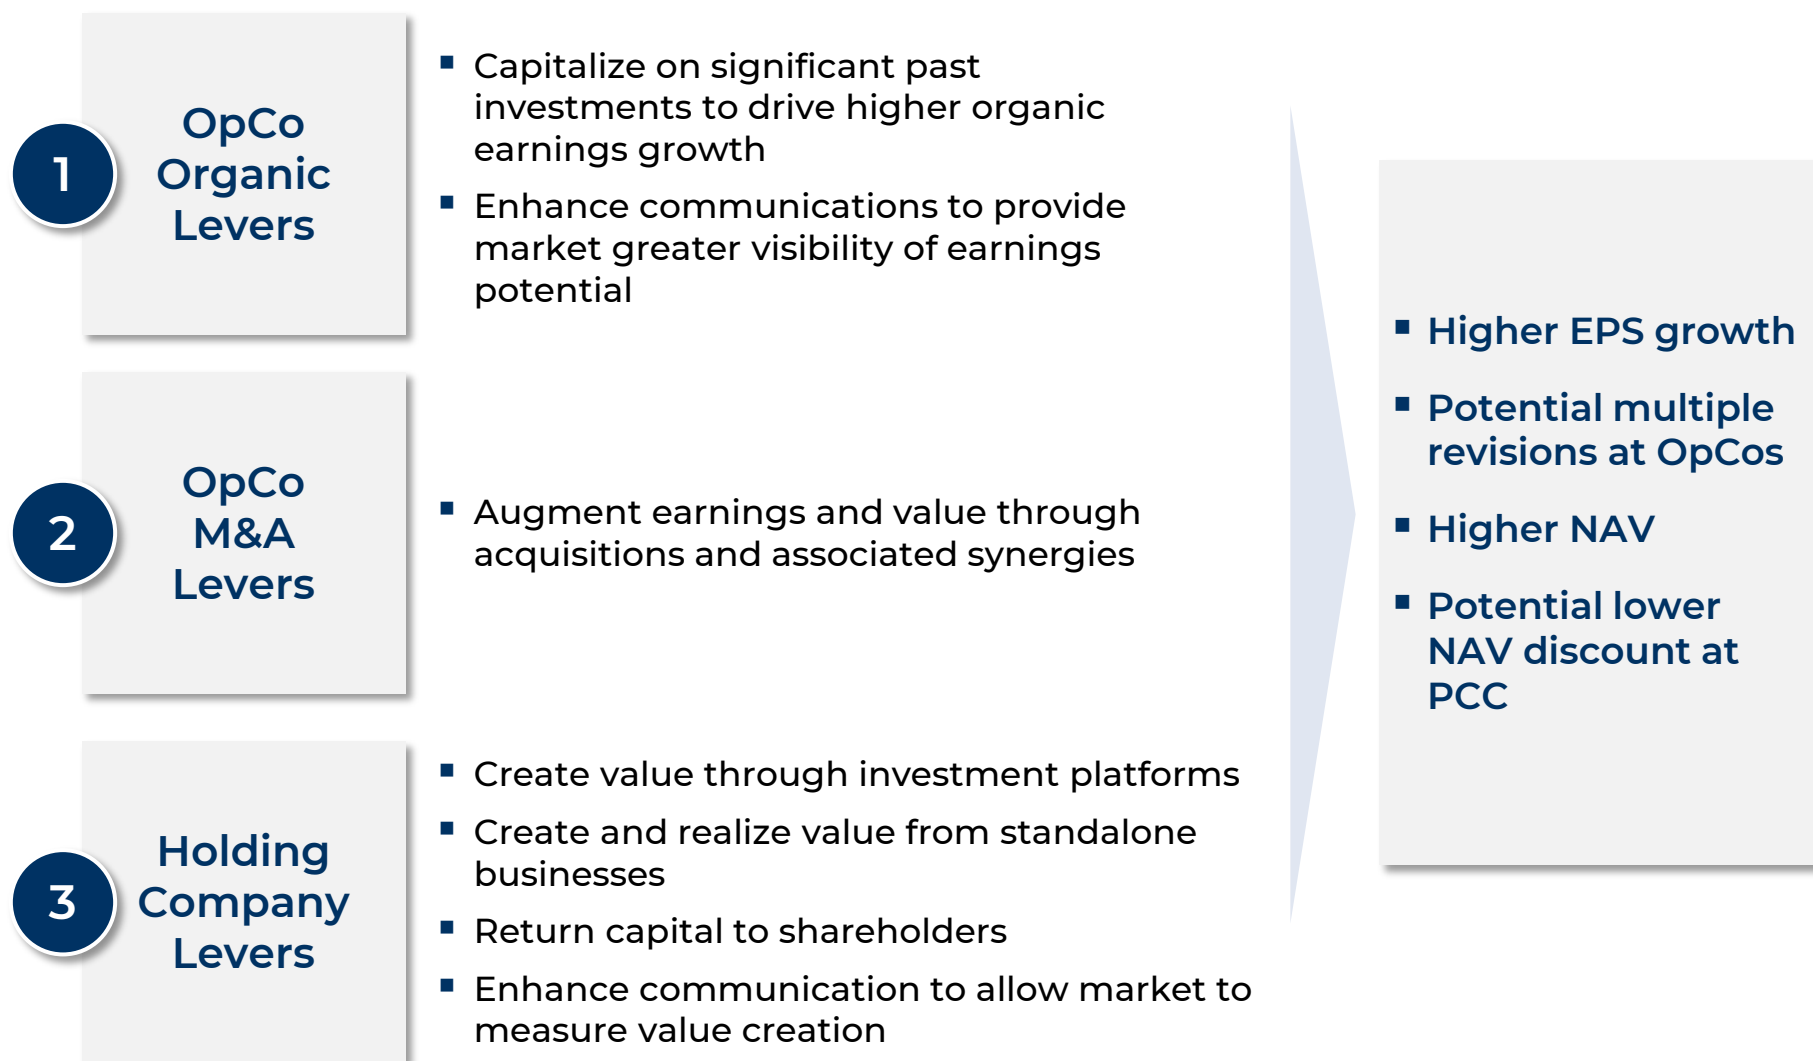 1
OpCo
Organic
Levers
▪ Capitalize on significant past
investments to drive higher organic
earnings growth
▪ Enhance communications to provide
market greater visibility of earnings
potential
2
OpCo
M&A
Levers
▪ Augment earnings and value through
acquisitions and associated synergies
3
Holding
Company
Levers
▪ Create value through investment platforms
▪ Create and realize value from standalone
businesses
▪ Return capital to shareholders
▪ Enhance communication to allow market to
measure value creation
▪ Higher EPS growth
▪ Potential multiple
revisions at OpCos
▪ Higher NAV
▪ Potential lower
NAV discount at
PCC